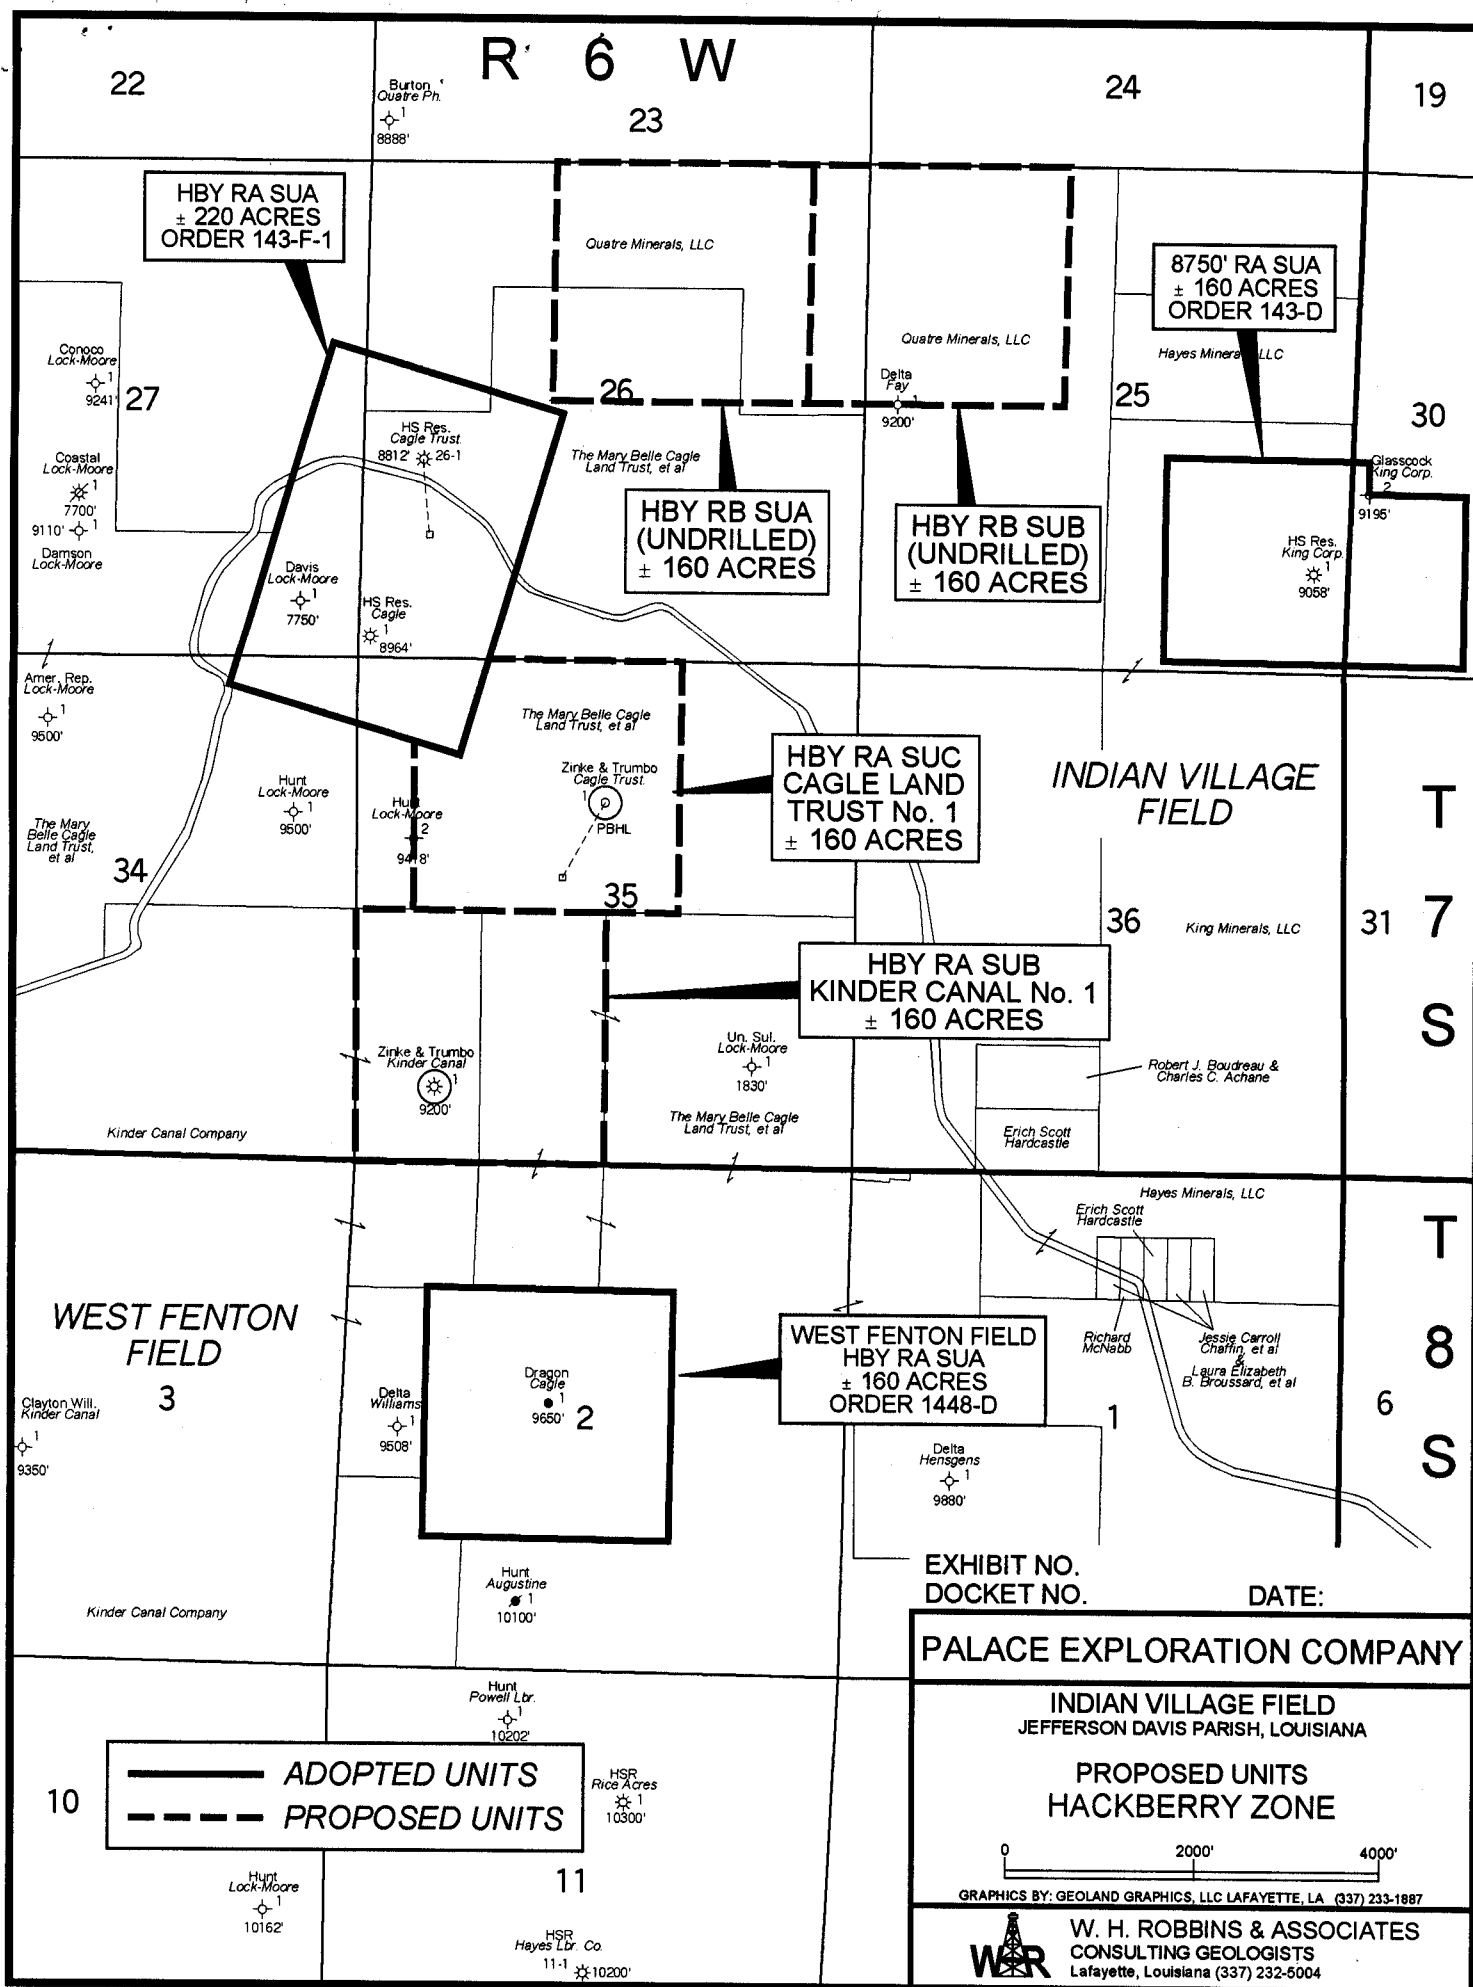 R 6 W
22
23
24
19
Burton
Quatre Ph.
1
8888'
HBY RA SUA
± 220 ACRES
ORDER 143-F-1
Quatre Minerals, LLC
Quatre Minerals, LLC
8750' RA SUA
± 160 ACRES
ORDER 143-D
Hayes Minerals LLC
Conoco
Lock-Moore
1
9241'
27
26
25
30
Delta
Fay
1
9200'
HS Res.
Cagle Trust
8812' 26-1
The Mary Belle Cagle
Land Trust, et al
Coastal
Lock-Moore
1
7700'
9110' 1
Damson
Lock-Moore
Glasscock
King Corp.
2
9195'
HBY RB SUA
(UNDRILLED)
± 160 ACRES
HBY RB SUB
(UNDRILLED)
± 160 ACRES
HS Res.
King Corp.
1
9058'
Davis
Lock-Moore
1
7750'
HS Res.
Cagle
1
8964'
Amer. Rep.
Lock-Moore
1
9500'
The Mary Belle Cagle
Land Trust, et al
Zinke & Trumbo
Cagle Trust
1
PBHL
HBY RA SUC
CAGLE LAND
TRUST No. 1
± 160 ACRES
INDIAN VILLAGE
FIELD
T
7
S
Hunt
Lock-Moore
1
9500'
Hunt
Lock-Moore
2
9418'
The Mary
Belle Cagle
Land Trust,
et al
34
35
36
King Minerals, LLC
31
HBY RA SUB
KINDER CANAL No. 1
± 160 ACRES
Zinke & Trumbo
Kinder Canal
1
9200'
Un. Sul.
Lock-Moore
1
1830'
Robert J. Boudreau &
Charles C. Achane
The Mary Belle Cagle
Land Trust, et al
Erich Scott
Hardcastle
Kinder Canal Company
Hayes Minerals, LLC
Erich Scott
Hardcastle
T
8
S
WEST FENTON
FIELD
3
WEST FENTON FIELD
HBY RA SUA
± 160 ACRES
ORDER 1448-D
Richard
McNabb
Jessie Carroll
Chaffin, et al
&
Laura Elizabeth
B. Broussard, et al
Clayton Will.
Kinder Canal
1
9350'
Delta
Williams
1
9508'
Dragon
Cagle
1
9650'
2
1
6
Delta
Hensgens
1
9880'
Hunt
Augustine
1
10100'
Kinder Canal Company
EXHIBIT NO.
DOCKET NO. DATE:
PALACE EXPLORATION COMPANY
INDIAN VILLAGE FIELD
JEFFERSON DAVIS PARISH, LOUISIANA
PROPOSED UNITS
HACKBERRY ZONE
0 2000' 4000'
GRAPHICS BY: GEOLAND GRAPHICS, LLC LAFAYETTE, LA (337) 233-1887
WR
W. H. ROBBINS & ASSOCIATES
CONSULTING GEOLOGISTS
Lafayette, Louisiana (337) 232-5004
Hunt
Powell Lbr.
1
10202'
ADOPTED UNITS
PROPOSED UNITS
10
HSR
Rice Acres
1
10300'
11
Hunt
Lock-Moore
1
10162'
HSR
Hayes Lbr. Co.
11-1 10200'